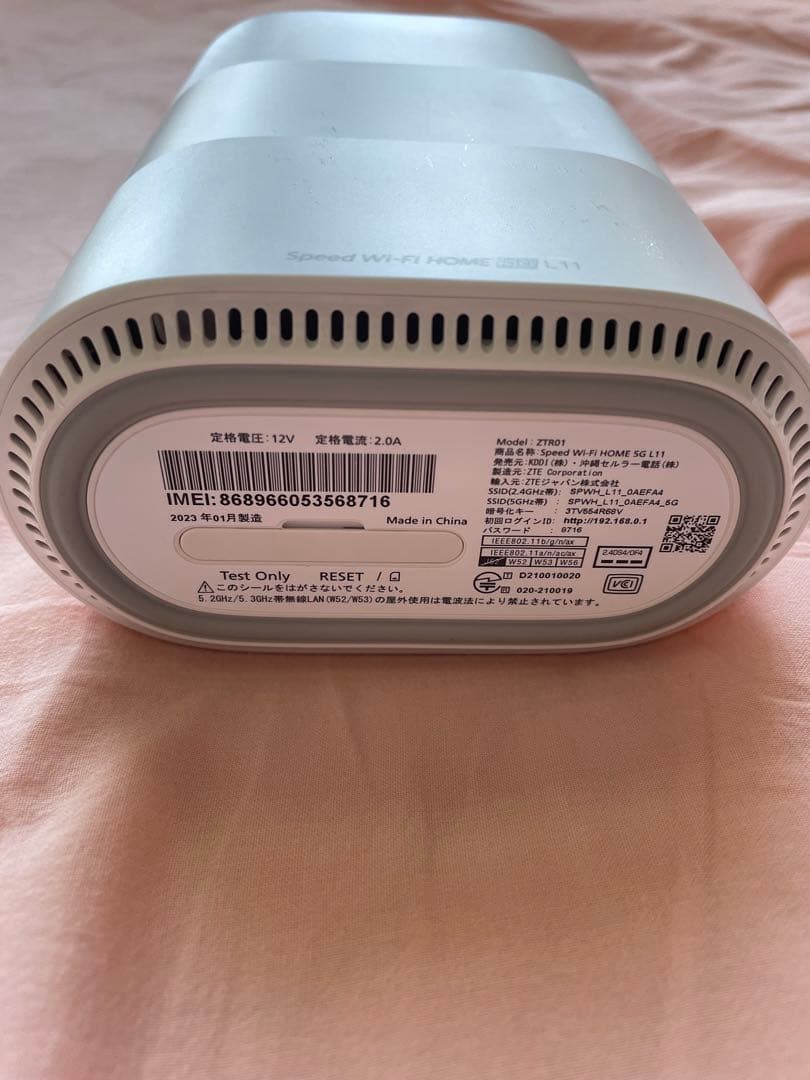 Speed Wi-Fi HOME 5G L11
定格電圧:12V 定格電流:2.0A
IMEI:868966053568716
2023 年01月製造
Made in China
Test Only RESET /
このシールをはがさないでください。
5.2GHz/5.3GHz帯無線LAN(W52/W53)の屋外使用は電波法により禁止されています。
Model : ZTR01
商品名称:Speed Wi-Fi HOME 5G L11
発売元:KDDI(株)・沖縄セルラー電話(株)
製造元:ZTE Corporation
輸入元:ZTEジャパン株式会社
SSID(2.4GHz帯) : SPWH_L11_0AEFA4
SSID(5GHz帯) : SPWH_L11_0AEFA4_5G
暗号化キー : 3TV554R68V
初回ログインID: http://192.168.0.1
パスワード : 8716
IEEE802.11b/g/n/ax
IEEE802.11a/n/ac/ax
W52 W53 W56
2.4DS4/OF4
T D210010020
R 020-210019
VCI